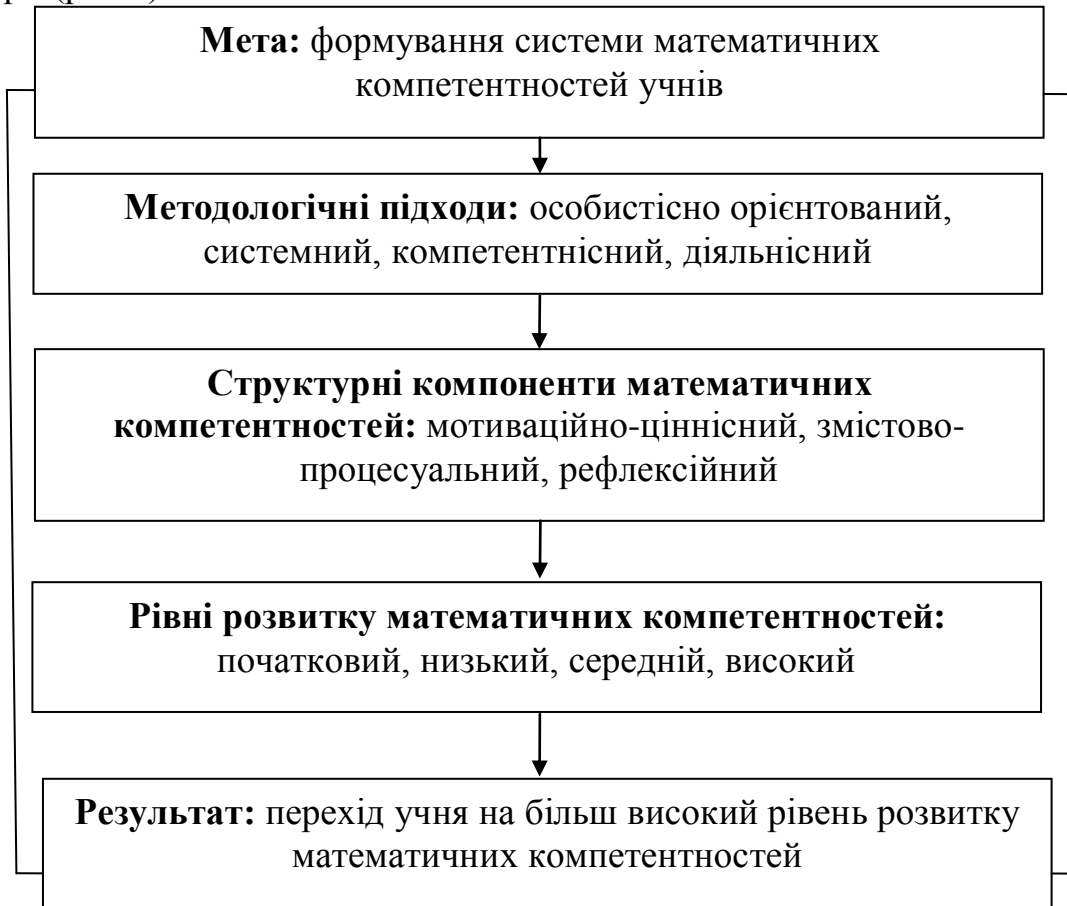 Мета: формування системи математичних
компетентностей учнів
Методологічні підходи: особистісно орієнтований,
системний, компетентнісний, діяльнісний
Структурні компоненти математичних
компетентностей: мотиваційно-ціннісний, змістово-
процесуальний, рефлексійний
Рівні розвитку математичних компетентностей:
початковий, низький, середній, високий
Результат: перехід учня на більш високий рівень розвитку
математичних компетентностей